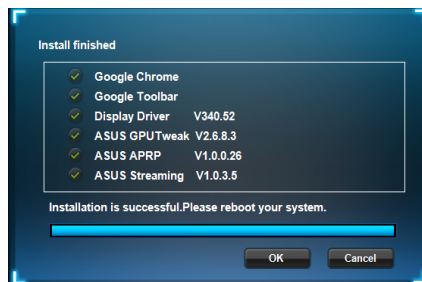 Install finished
Google Chrome
Google Toolbar
Display Driver V340.52
ASUS GPUTweak V2.6.8.3
ASUS APRP V1.0.0.26
ASUS Streaming V1.0.3.5
Installation is successful.Please reboot your system.
OK Cancel